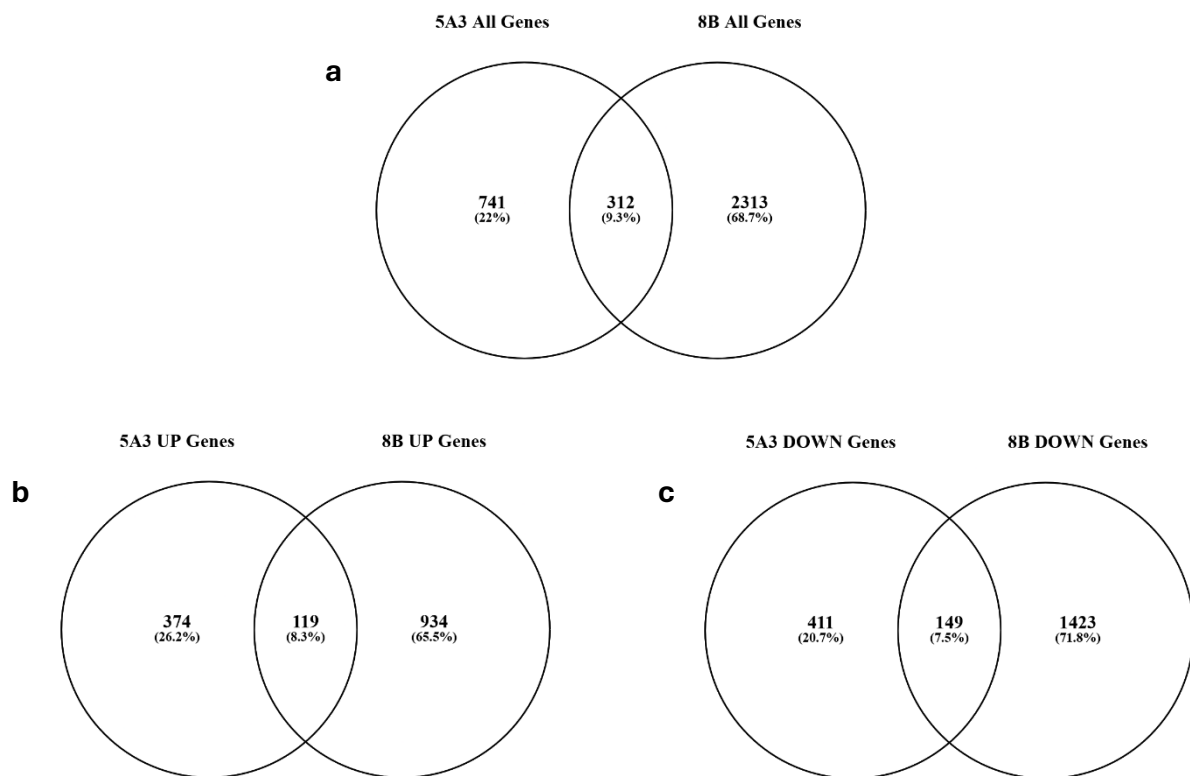 5A3 All Genes 8B All Genes
a
741 312 2313
(22%) (9.3%) (68.7%)
5A3 UP Genes 8B UP Genes
b
374 119 934
(26.2%) (8.3%) (65.5%)
5A3 DOWN Genes 8B DOWN Genes
c
411 149 1423
(20.7%) (7.5%) (71.8%)